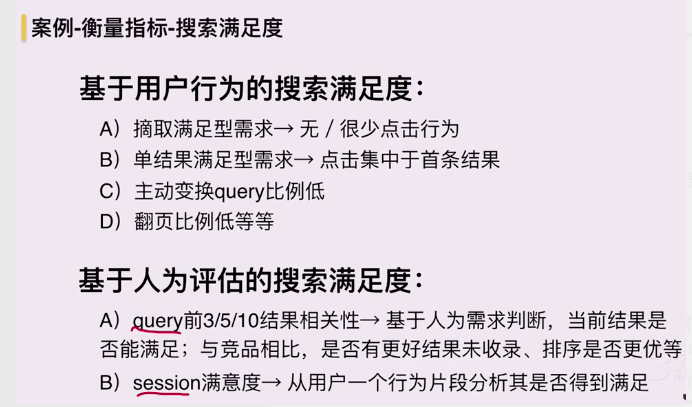 案例-衡量指标-搜索满足度
基于用户行为的搜索满足度：
A）摘取满足型需求→ 无 / 很少点击行为
B）单结果满足型需求→ 点击集中于首条结果
C）主动变换query比例低
D）翻页比例低等等
基于人为评估的搜索满足度：
A）query前3/5/10结果相关性→ 基于人为需求判断，当前结果是
否能满足；与竞品相比，是否有更好结果未收录、排序是否更优等
B）session满意度→ 从用户一个行为片段分析其是否得到满足